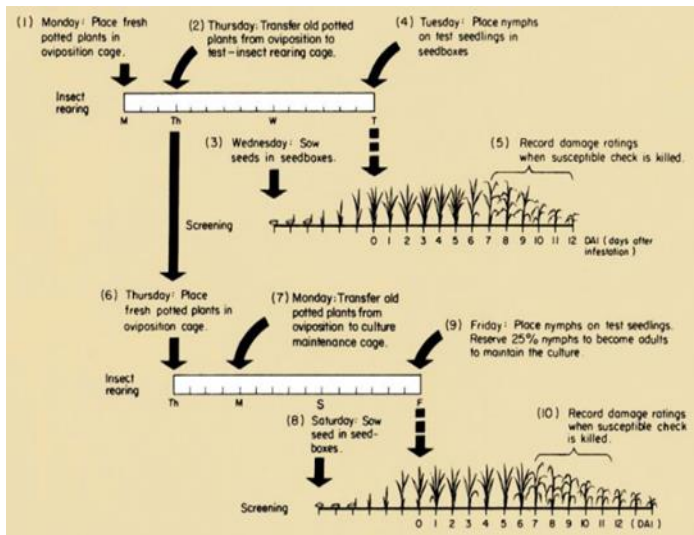 (1) Monday: Place fresh
potted plants in
oviposition cage.
(2) Thursday: Transfer old potted
plants from oviposition to
test-insect rearing cage.
(4) Tuesday: Place nymphs
on test seedlings in
seedboxes
Insect
rearing
M Th W T
(3) Wednesday: Sow
seeds in seedboxes.
(5) Record damage ratings
when susceptible check is killed.
Screening
0 1 2 3 4 5 6 7 8 9 10 11 12 DAI (days after
infestation)
(6) Thursday: Place
fresh potted plants in
oviposition cage.
(7) Monday: Transfer old
potted plants from
oviposition to culture
maintenance cage.
(9) Friday: Place nymphs on test seedlings.
Reserve 25% nymphs to become adults
to maintain the culture.
Insect
rearing
Th M S F
(8) Saturday: Sow
seed in seed-
boxes.
(10) Record damage ratings
when susceptible check
is killed.
Screening
0 1 2 3 4 5 6 7 8 9 10 11 12 (DAI)